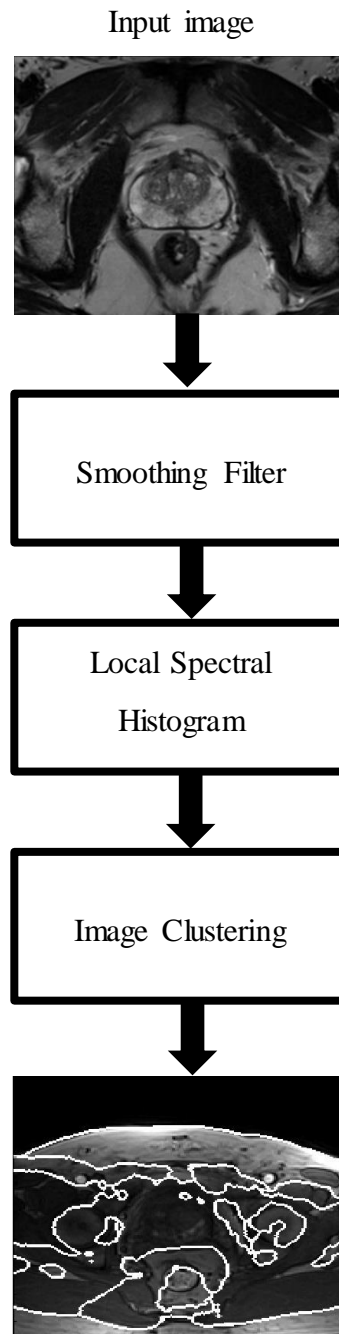 Input image
Smoothing Filter
Local Spectral
Histogram
Image Clustering